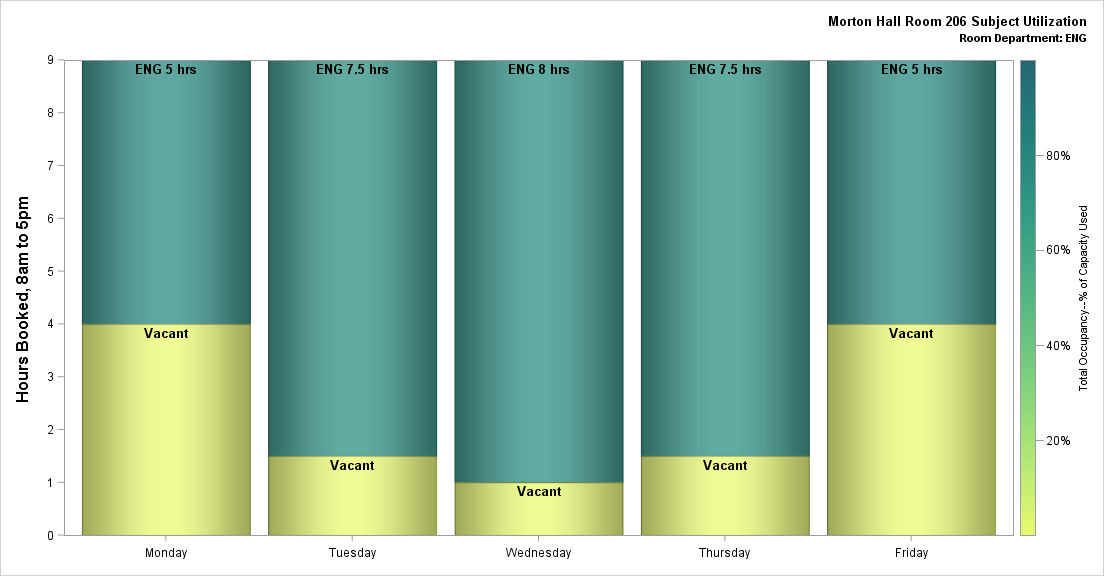 Morton Hall Room 206 Subject Utilization
Room Department: ENG
Hours Booked, 8am to 5pm
9
8
7
6
5
4
3
2
1
0
ENG 5 hrs
ENG 7.5 hrs
ENG 8 hrs
ENG 7.5 hrs
ENG 5 hrs
Vacant
Vacant
Vacant
Vacant
Vacant
Monday
Tuesday
Wednesday
Thursday
Friday
80%
60%
40%
20%
Total Occupancy--% of Capacity Used